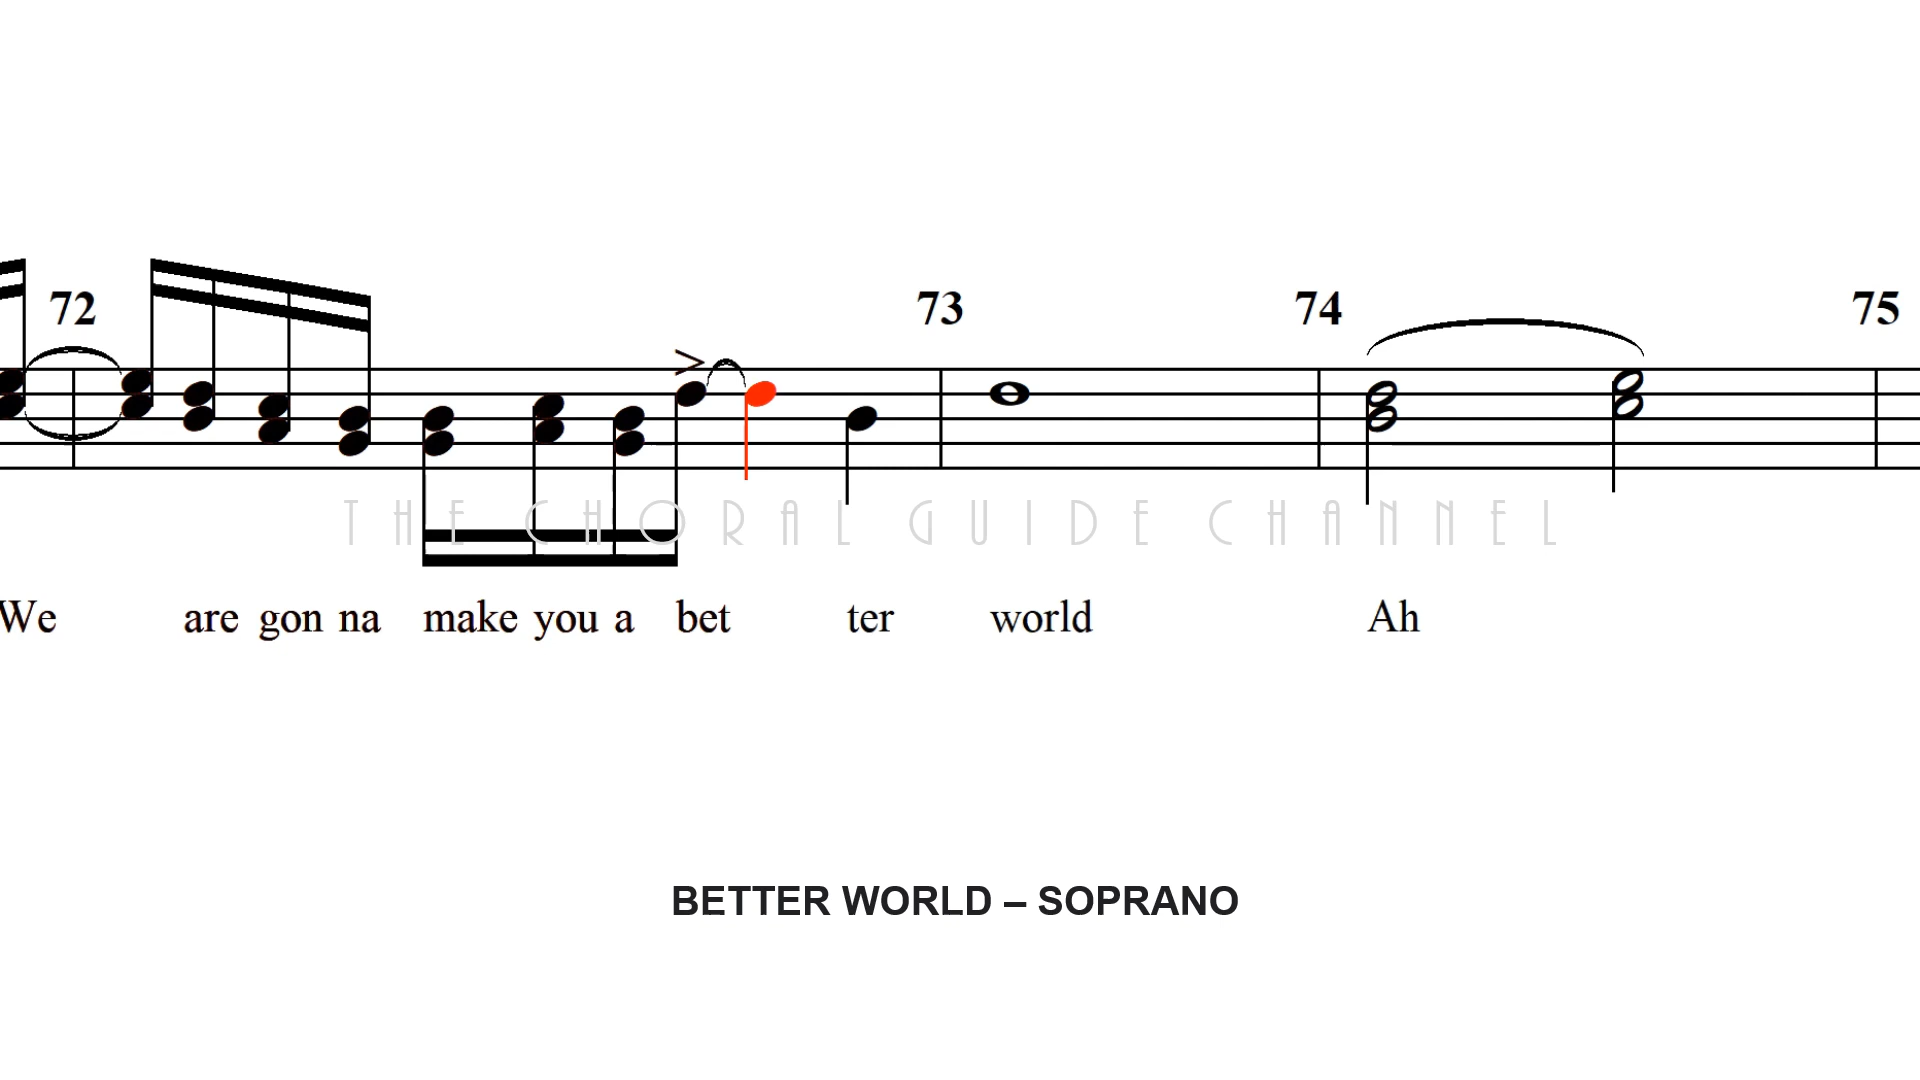 72 73 74 75
THE CHORAL GUIDE CHANNEL
We are gon na make you a bet ter world Ah
BETTER WORLD – SOPRANO